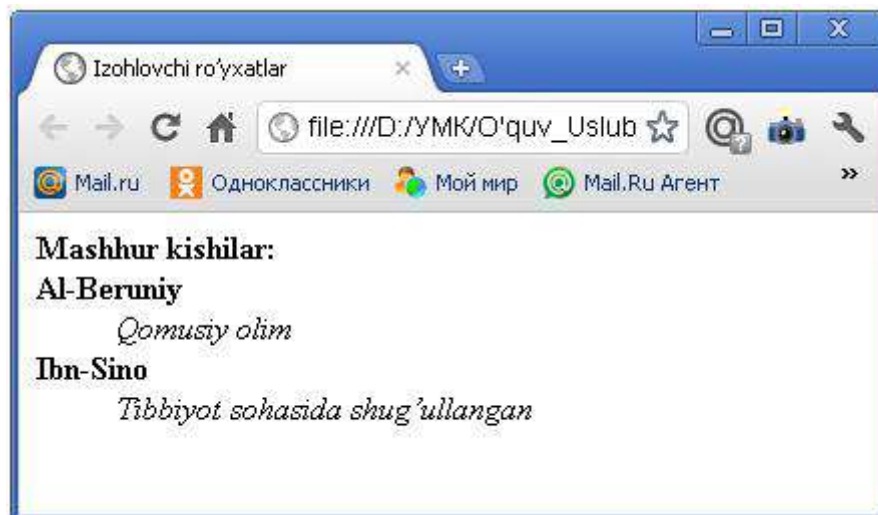 Izohlovchi ro'yxatlar
file:///D:/УМК/O'quv_Uslub
Mail.ru Одноклассники Мой мир Mail.Ru Агент »
Mashhur kishilar:
Al-Beruniy
Qomusiy olim
Ibn-Sino
Tibbiyot sohasida shug'ullangan